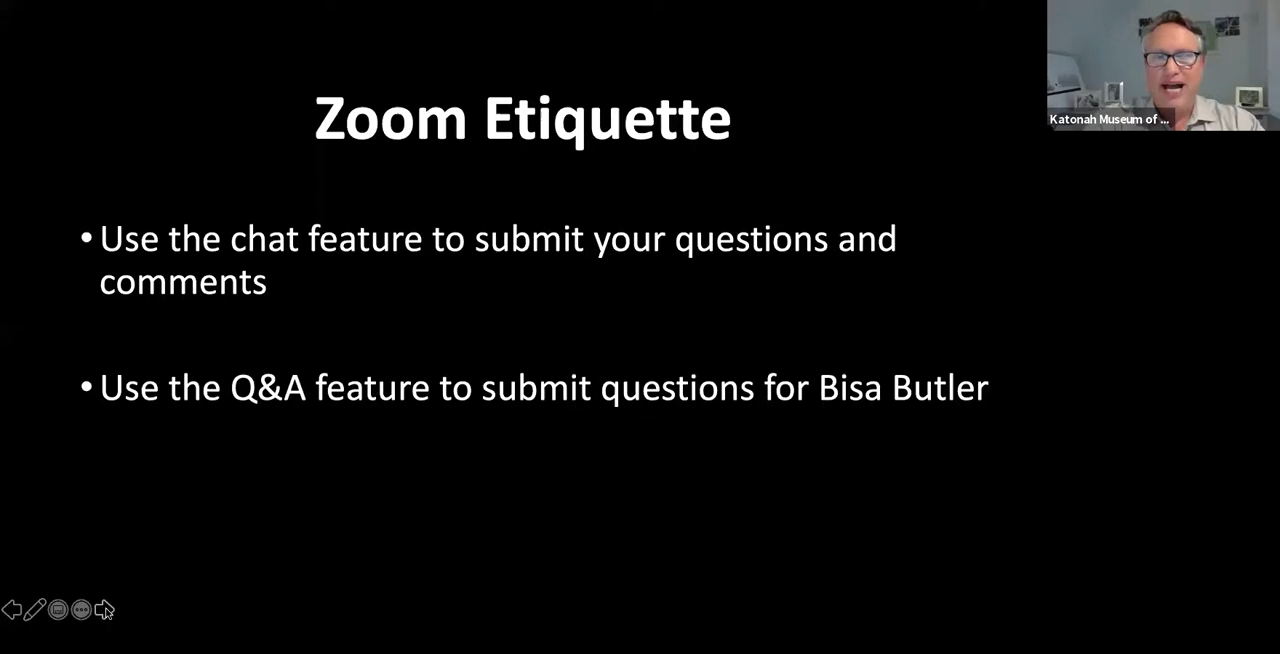 Zoom Etiquette
• Use the chat feature to submit your questions and
comments
• Use the Q&A feature to submit questions for Bisa Butler
Katonah Museum of ...